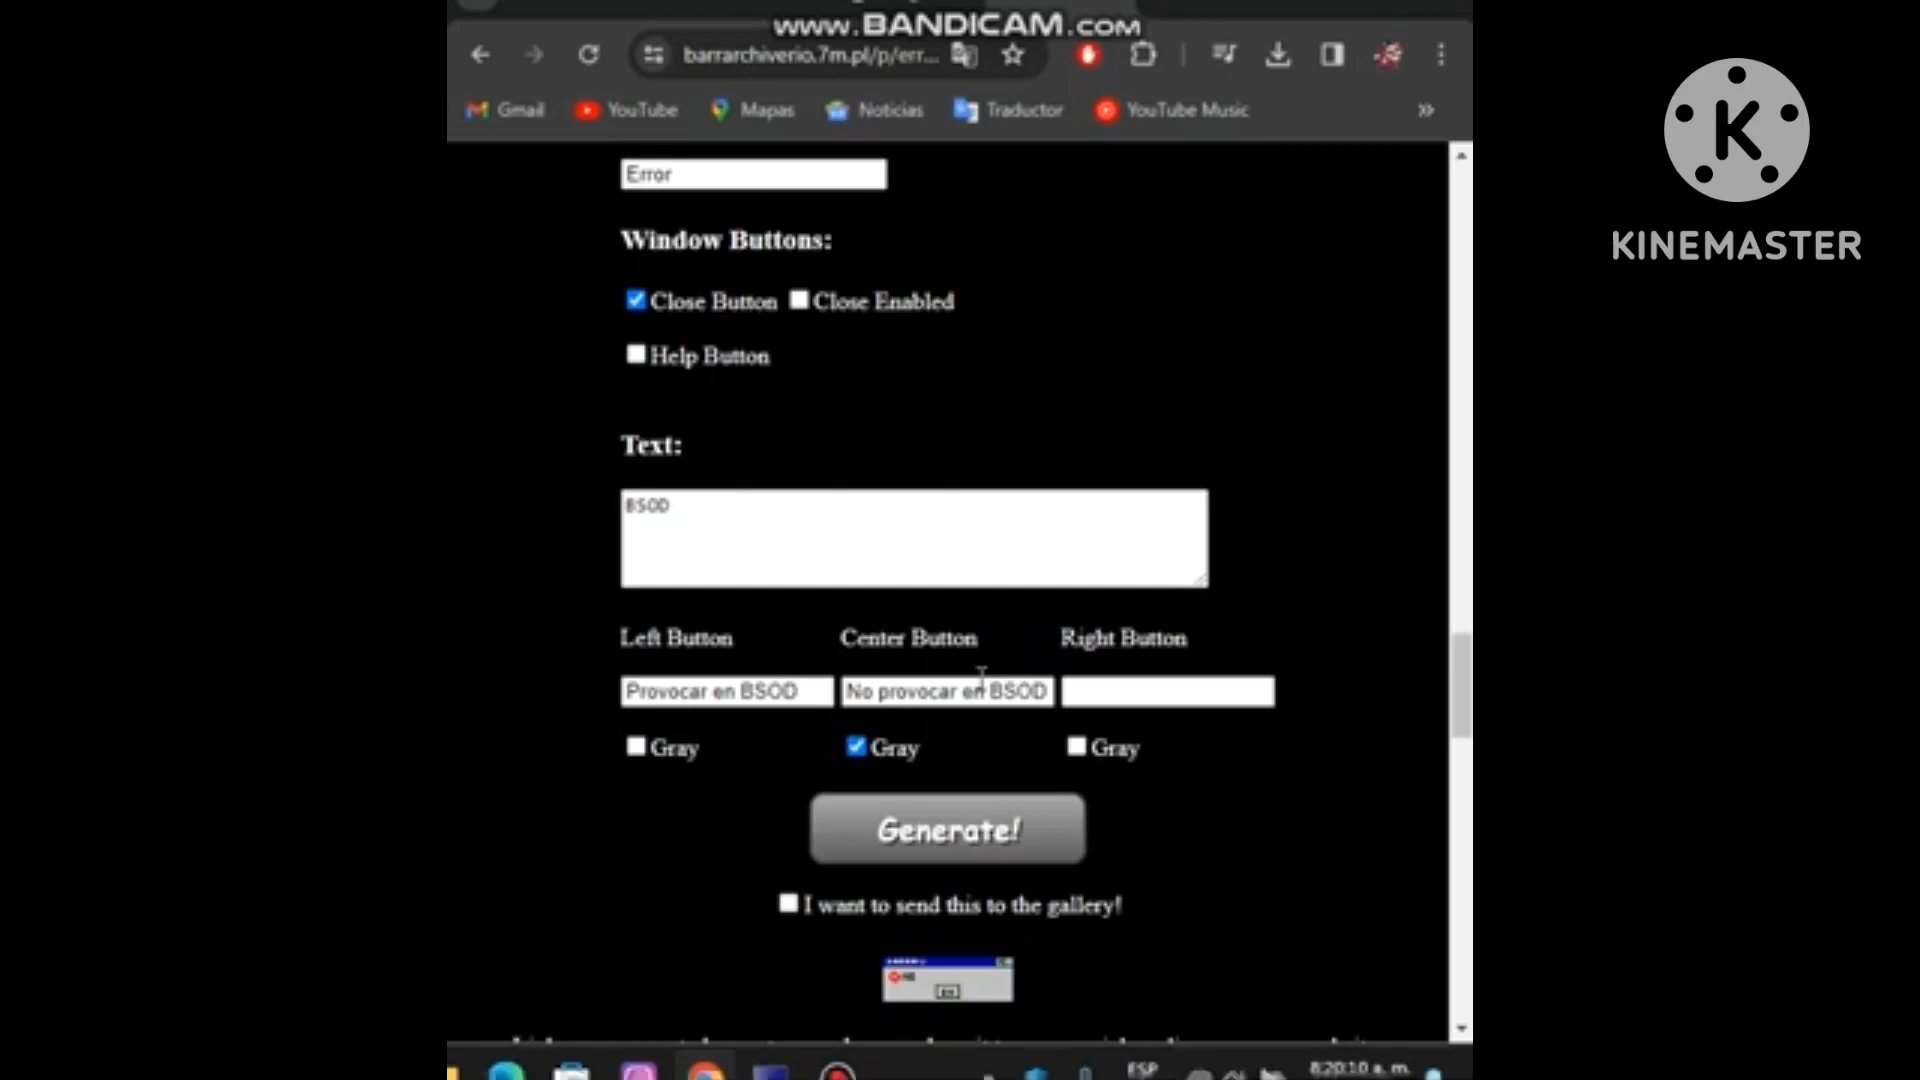 www.BANDICAM.com
barrarchiverio.7m.pl/p/err...
Gmail YouTube Mapas Noticias Traductor YouTube Music »
KINEMASTER
Error
Window Buttons:
Close Button Close Enabled
Help Button
Text:
BSOD
Left Button Center Button Right Button
Provocar en BSOD No provocar en BSOD
Gray Gray Gray
Generate!
I want to send this to the gallery!
ESP 8:20:10 a. m.